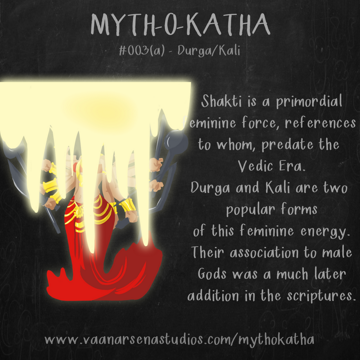 MYTH-O-KATHA
#003(a) - Durga/Kali
Shakti is a primordial
eminine force, references
to whom, predate the
Vedic Era.
Durga and Kali are two
popular forms
of this feminine energy.
Their association to male
Gods was a much later
addition in the scriptures.
www.vaanarsenastudios.com/mythokatha